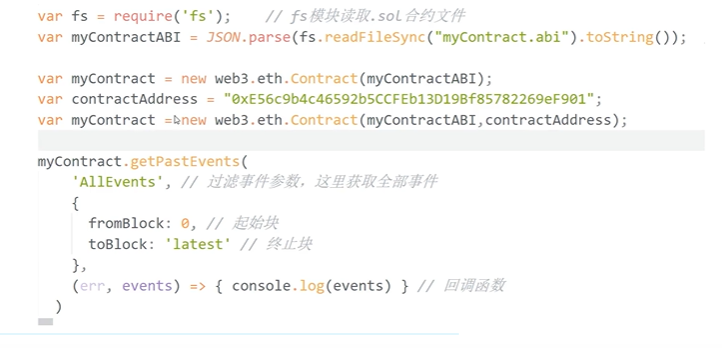 var fs = require('fs');    // fs模块读取.sol合约文件
var myContractABI = JSON.parse(fs.readFileSync("myContract.abi").toString());
var myContract = new web3.eth.Contract(myContractABI);
var contractAddress = "0xE56c9b4c46592b5CCFEb13D19Bf85782269eF901";
var myContract = new web3.eth.Contract(myContractABI,contractAddress);
myContract.getPastEvents(
    'AllEvents', // 过滤事件参数，这里获取全部事件
    {
      fromBlock: 0, // 起始块
      toBlock: 'latest' // 终止块
    },
    (err, events) => { console.log(events) } // 回调函数
  )